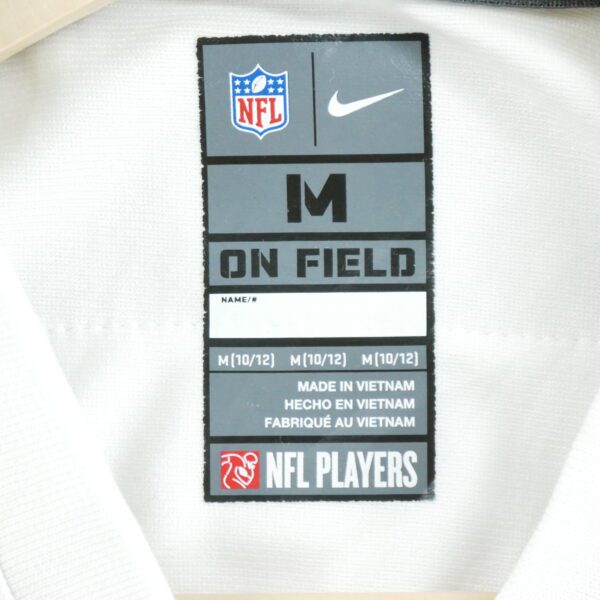 NFL
M
ON FIELD
NAME/#
M(10/12) M(10/12) M(10/12)
MADE IN VIETNAM
HECHO EN VIETNAM
FABRIQUÉ AU VIETNAM
NFL PLAYERS